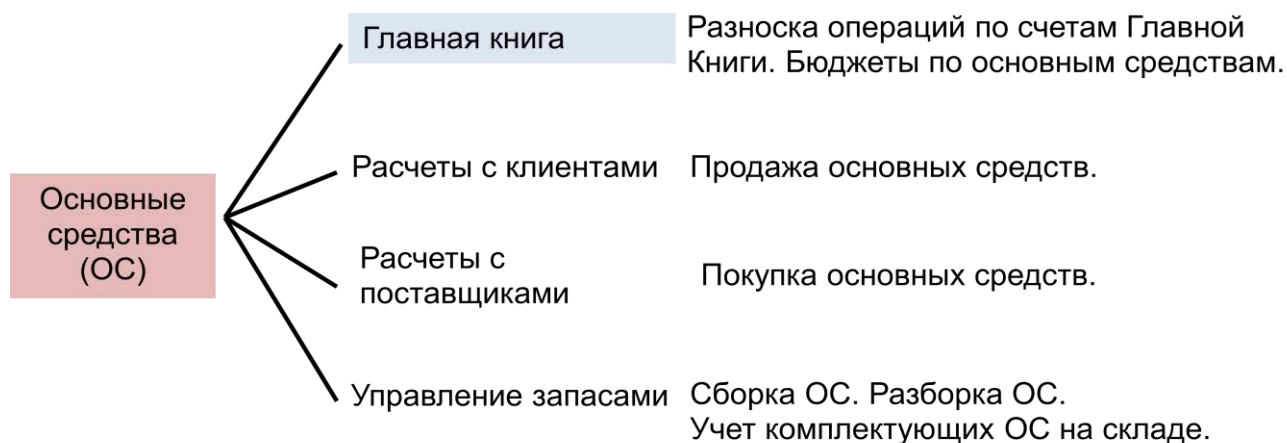 Главная книга
Разноска операций по счетам Главной
Книги. Бюджеты по основным средствам.
Расчеты с клиентами
Продажа основных средств.
Основные
средства
(ОС)
Расчеты с
поставщиками
Покупка основных средств.
Управление запасами
Сборка ОС. Разборка ОС.
Учет комплектующих ОС на складе.